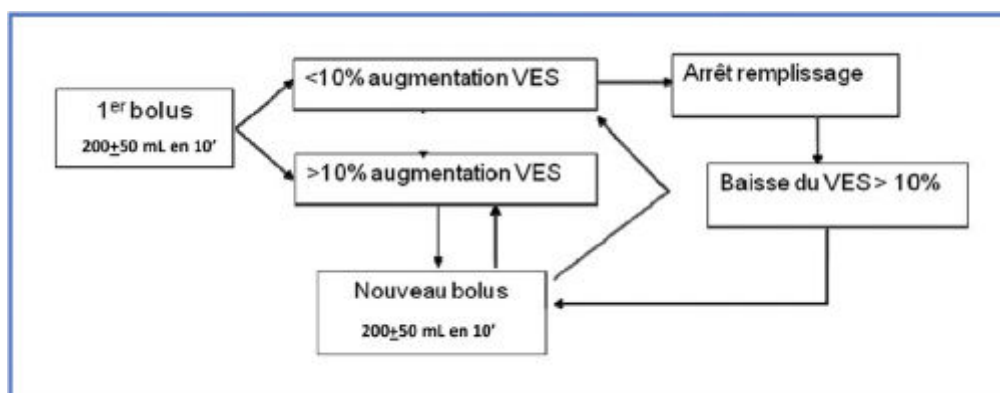 <10% augmentation VES
Arrêt remplissage
1er bolus
200±50 mL en 10'
>10% augmentation VES
Baisse du VES > 10%
Nouveau bolus
200±50 mL en 10'